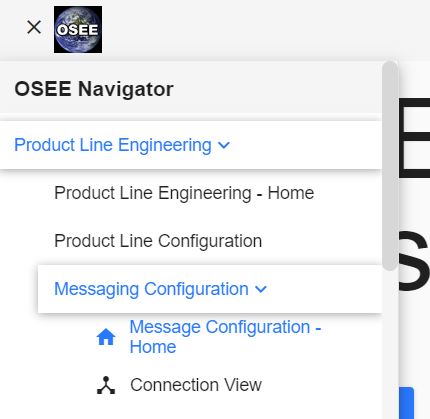 OSEE
OSEE Navigator
Product Line Engineering
Product Line Engineering - Home
Product Line Configuration
Messaging Configuration
Message Configuration -
Home
Connection View